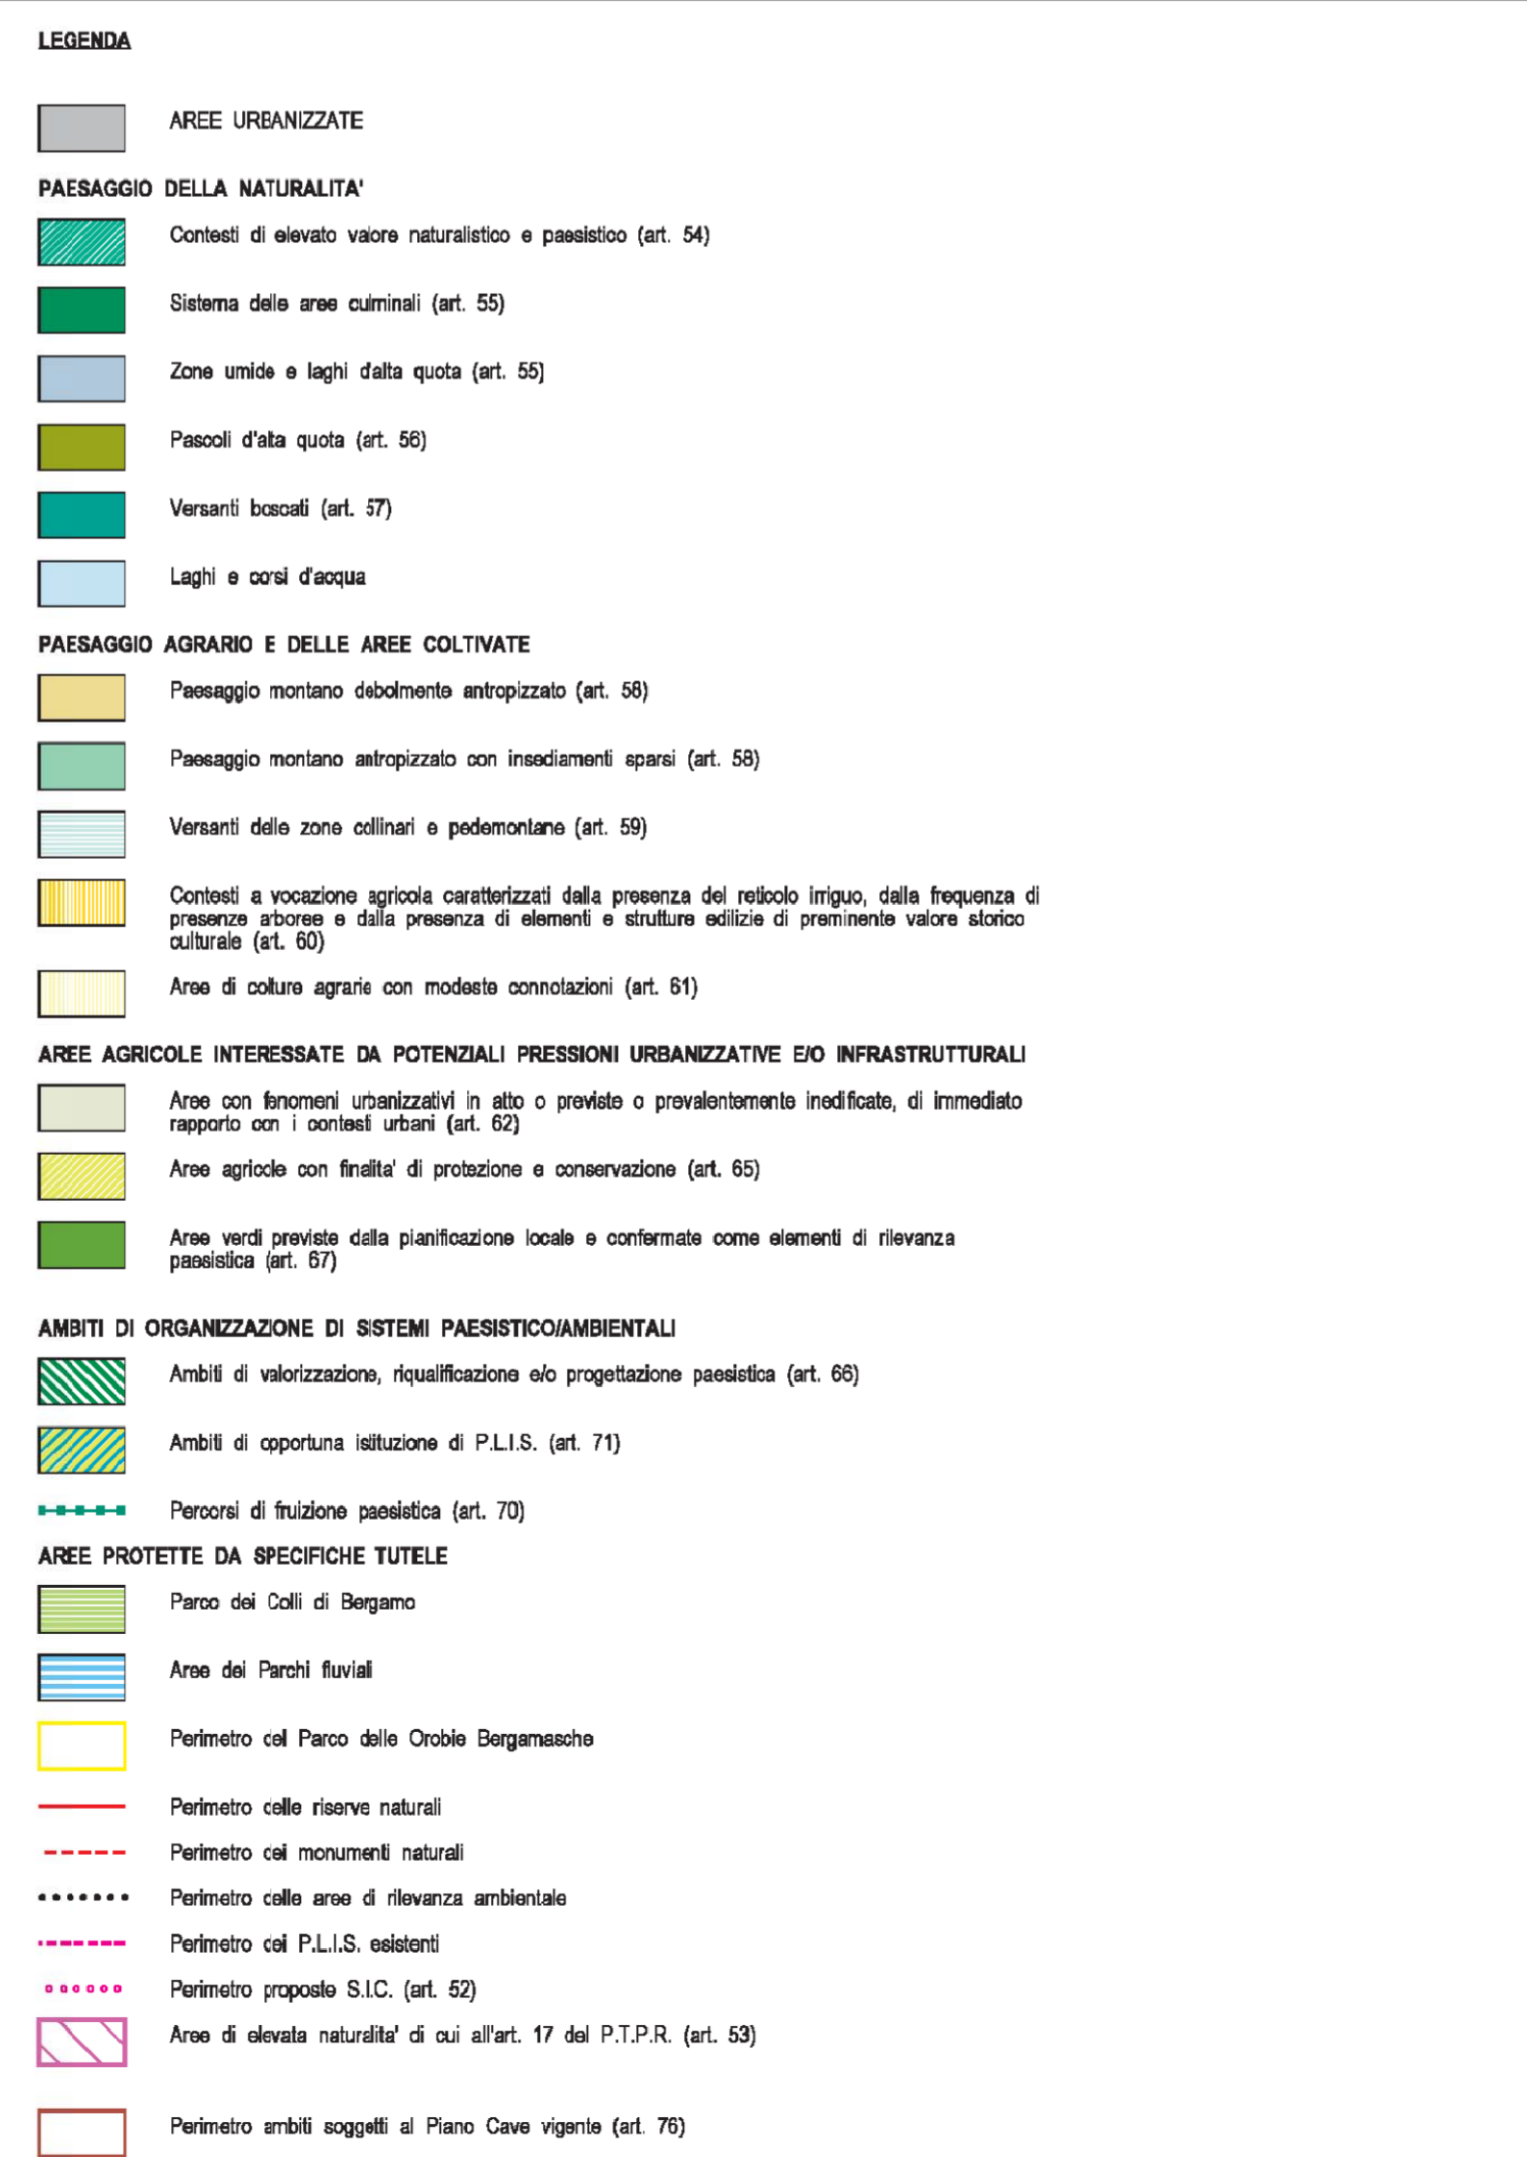 LEGENDA
AREE URBANIZZATE
PAESAGGIO DELLA NATURALITA'
Contesti di elevato valore naturalistico e paesistico (art. 54)
Sistema delle aree culminali (art. 55)
Zone umide e laghi d'alta quota (art. 55)
Pascoli d'alta quota (art. 56)
Versanti boscati (art. 57)
Laghi e corsi d'acqua
PAESAGGIO AGRARIO E DELLE AREE COLTIVATE
Paesaggio montano debolmente antropizzato (art. 58)
Paesaggio montano antropizzato con insediamenti sparsi (art. 58)
Versanti delle zone collinari e pedemontane (art. 59)
Contesti a vocazione agricola caratterizzati dalla presenza del reticolo irriguo, dalla frequenza di
presenze arboree e dalla presenza di elementi e strutture edilizie di preminente valore storico
culturale (art. 60)
Aree di colture agrarie con modeste connotazioni (art. 61)
AREE AGRICOLE INTERESSATE DA POTENZIALI PRESSIONI URBANIZZATIVE E/O INFRASTRUTTURALI
Aree con fenomeni urbanizzativi in atto o previste o prevalentemente inedificate, di immediato
rapporto con i contesti urbani (art. 62)
Aree agricole con finalita' di protezione e conservazione (art. 65)
Aree verdi previste dalla pianificazione locale e confermate come elementi di rilevanza
paesistica (art. 67)
AMBITI DI ORGANIZZAZIONE DI SISTEMI PAESISTICO/AMBIENTALI
Ambiti di valorizzazione, riqualificazione e/o progettazione paesistica (art. 66)
Ambiti di opportuna istituzione di P.L.I.S. (art. 71)
Percorsi di fruizione paesistica (art. 70)
AREE PROTETTE DA SPECIFICHE TUTELE
Parco dei Colli di Bergamo
Aree dei Parchi fluviali
Perimetro del Parco delle Orobie Bergamasche
Perimetro delle riserve naturali
Perimetro dei monumenti naturali
Perimetro delle aree di rilevanza ambientale
Perimetro dei P.L.I.S. esistenti
Perimetro proposte S.I.C. (art. 52)
Aree di elevata naturalita' di cui all'art. 17 del P.T.P.R. (art. 53)
Perimetro ambiti soggetti al Piano Cave vigente (art. 76)